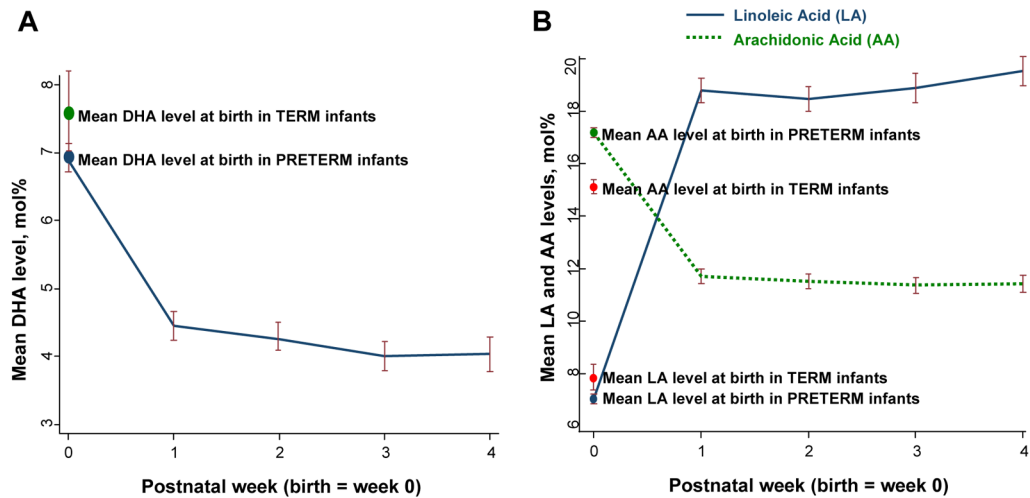 A
Mean DHA level, mol%
8
7
6
5
4
3
Mean DHA level at birth in TERM infants
Mean DHA level at birth in PRETERM infants
0 1 2 3 4
Postnatal week (birth = week 0)
B
Linoleic Acid (LA)
Arachidonic Acid (AA)
Mean LA and AA levels, mol%
20
18
16
14
12
10
8
6
Mean AA level at birth in PRETERM infants
Mean AA level at birth in TERM infants
Mean LA level at birth in TERM infants
Mean LA level at birth in PRETERM infants
0 1 2 3 4
Postnatal week (birth = week 0)